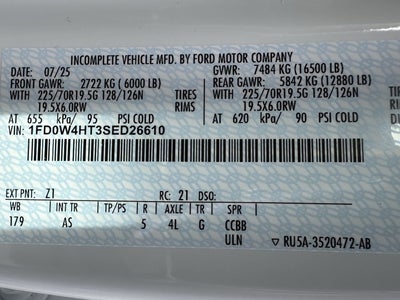 INCOMPLETE VEHICLE MFD. BY FORD MOTOR COMPANY
DATE: 07/25 GVWR: 7484 KG (16500 LB)
FRONT GAWR: 2722 KG ( 6000 LB) REAR GAWR: 5842 KG (12880 LB)
WITH TIRES WITH TIRES
225/70R19.5G 128/126N 225/70R19.5G 128/126N
19.5X6.0RW RIMS 19.5X6.0RW RIMS
AT 655 kPa/ 95 PSI COLD AT 620 kPa/ 90 PSI COLD
VIN: 1FD0W4HT3SED26610
EXT PNT: Z1 RC: 21 DSO:
WB INT TR TP/PS R AXLE TR SPR
179 AS 5 4L G CCBB
ULN ▽ RU5A-3520472-AB